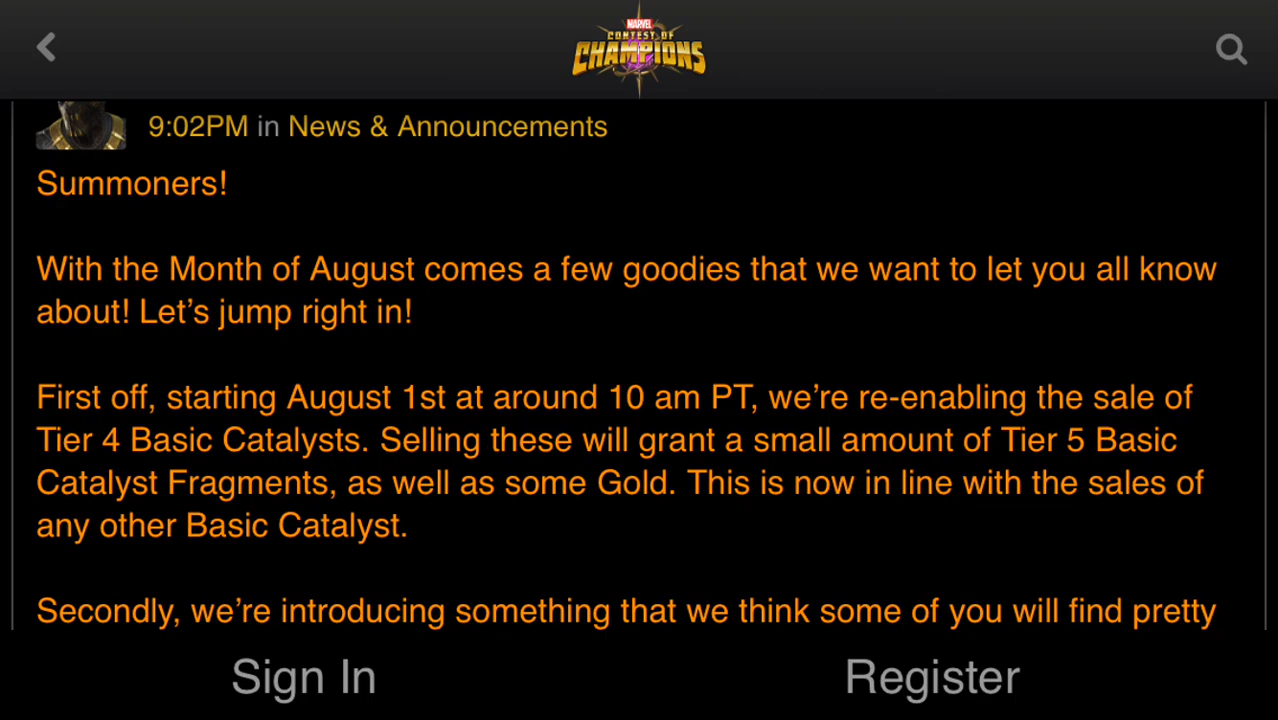 MARVEL
CONTEST OF
CHAMPIONS
9:02PM in News & Announcements
Summoners!
With the Month of August comes a few goodies that we want to let you all know
about! Let’s jump right in!
First off, starting August 1st at around 10 am PT, we’re re-enabling the sale of
Tier 4 Basic Catalysts. Selling these will grant a small amount of Tier 5 Basic
Catalyst Fragments, as well as some Gold. This is now in line with the sales of
any other Basic Catalyst.
Secondly, we’re introducing something that we think some of you will find pretty
Sign In Register